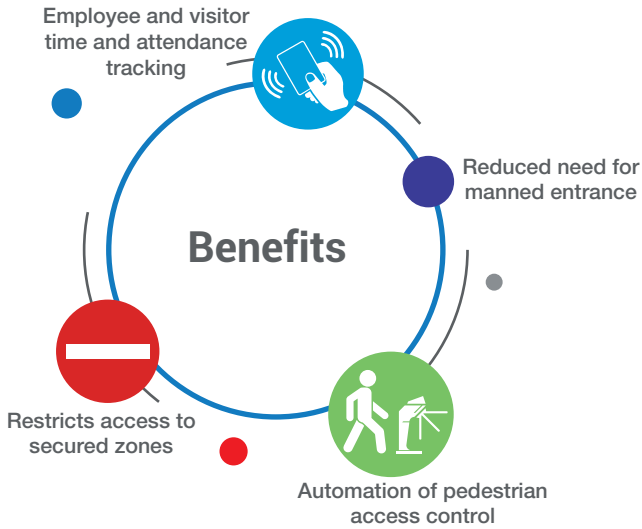 Employee and visitor
time and attendance
tracking
Reduced need for
manned entrance
Benefits
Restricts access to
secured zones
Automation of pedestrian
access control